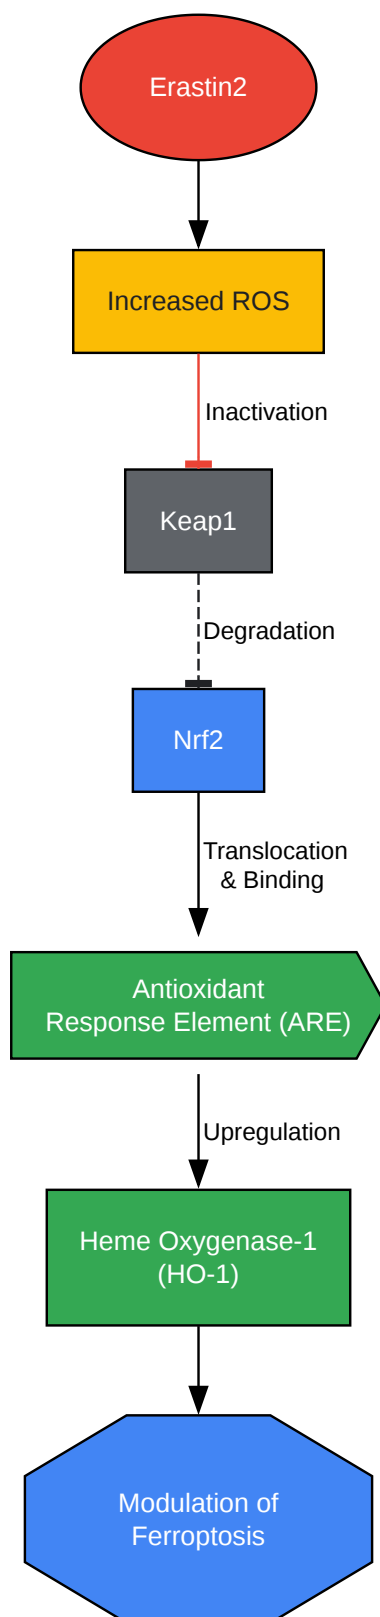 Erastin2
Increased ROS
Inactivation
Keap1
Degradation
Nrf2
Translocation
& Binding
Antioxidant
Response Element (ARE)
Upregulation
Heme Oxygenase-1
(HO-1)
Modulation of
Ferroptosis